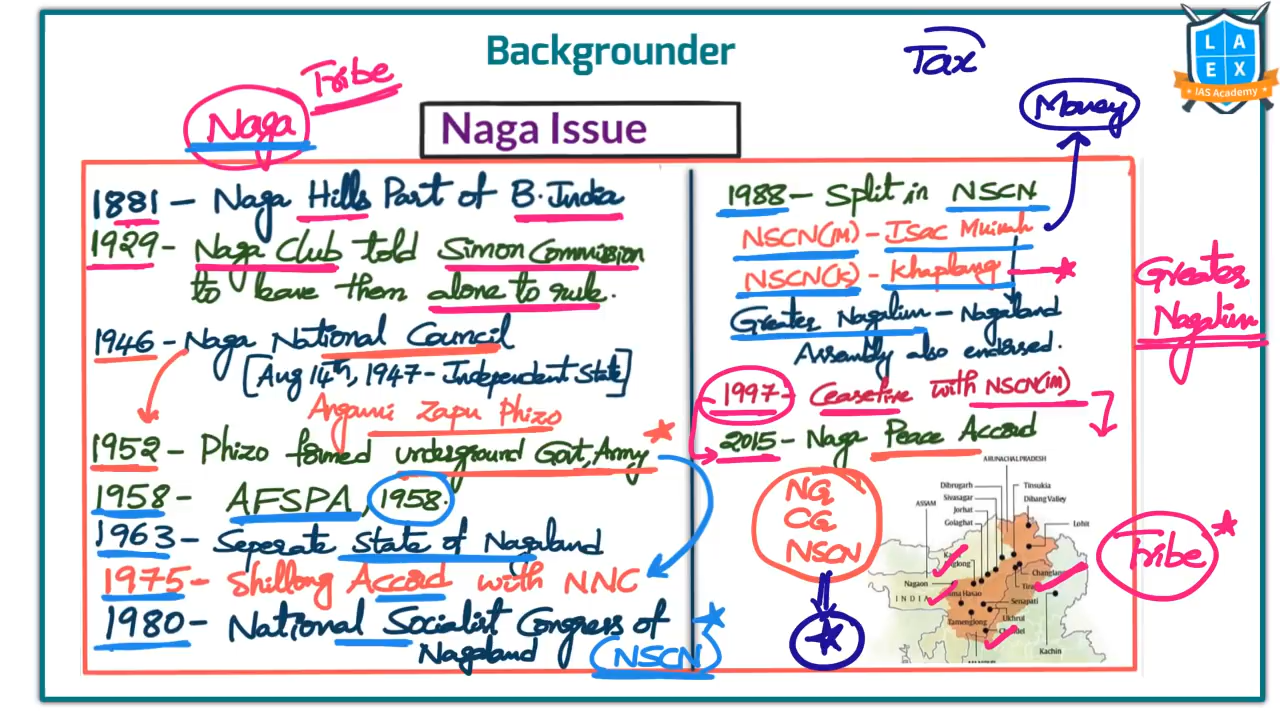 Backgrounder
Tax
L A
E X
IAS Academy
Tribe
Naga
Money
Naga Issue
1881 - Naga Hills Part of B. India
1929 - Naga Club told Simon Commission
to leave them alone to rule.
1946 - Naga National Council
[Aug 14th, 1947 - Independent State]
Angami Zapu Phizo
1952 - Phizo formed underground Govt, Army
1958 - AFSPA, 1958.
1963 - Seperate State of Nagaland
1975 - Shillong Accord with NNC
1980 - National Socialist Congress of
Nagaland (NSCN)
1988 - Split in NSCN
NSCN(IM) - Isac Muivah
NSCN(K) - Khaplang
Greater Nagalim - Nagaland
Assembly also endorsed.
1997 - Ceasefire with NSCN(IM)
2015 - Naga Peace Accord
Greater
Nagalim
NG
CG
NSCN
Tribe
ARUNACHAL PRADESH
Dibrugarh
Tinsukia
Sivasagar
Dibang Valley
ASSAM
Jorhat
Golaghat
Lohit
Changlang
Nagaon
INDIA
Senapati
Tamenglong
Ukhrul
Kachin